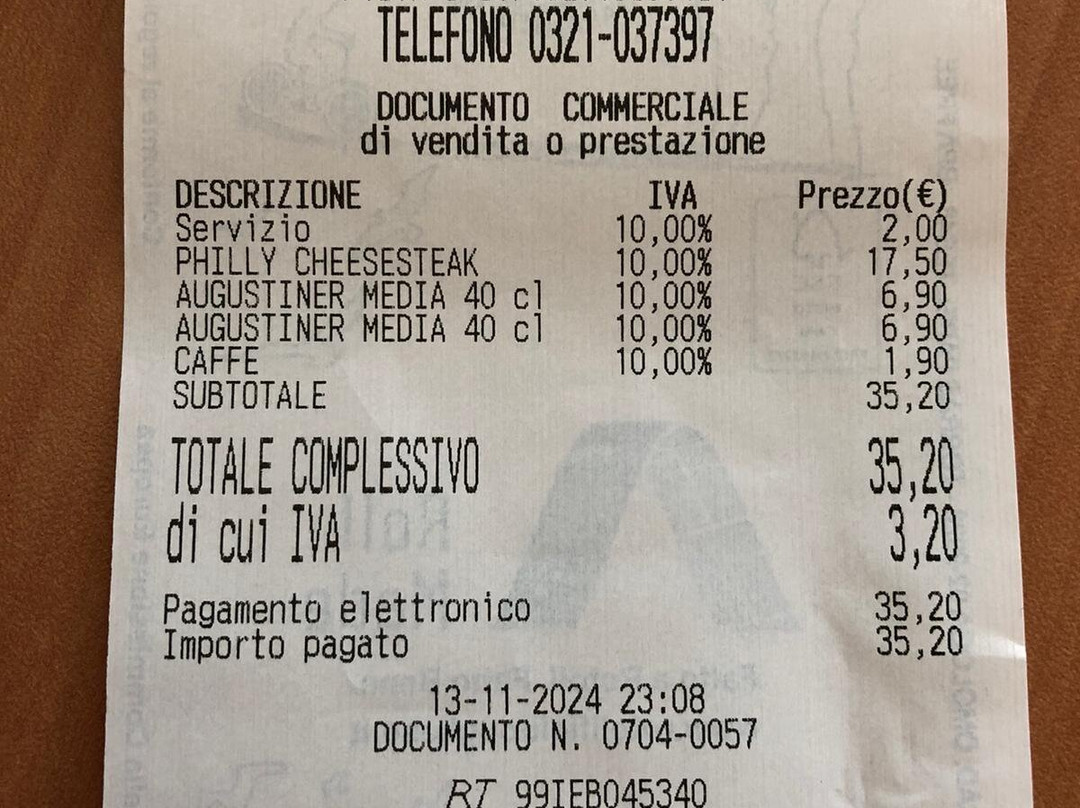 TELEFONO 0321-037397
DOCUMENTO COMMERCIALE
di vendita o prestazione
DESCRIZIONE IVA Prezzo(€)
Servizio 10,00% 2,00
PHILLY CHEESESTEAK 10,00% 17,50
AUGUSTINER MEDIA 40 cl 10,00% 6,90
AUGUSTINER MEDIA 40 cl 10,00% 6,90
CAFFE 10,00% 1,90
SUBTOTALE 35,20
TOTALE COMPLESSIVO 35,20
di cui IVA 3,20
Pagamento elettronico 35,20
Importo pagato 35,20
13-11-2024 23:08
DOCUMENTO N. 0704-0057
RT 99IEB045340